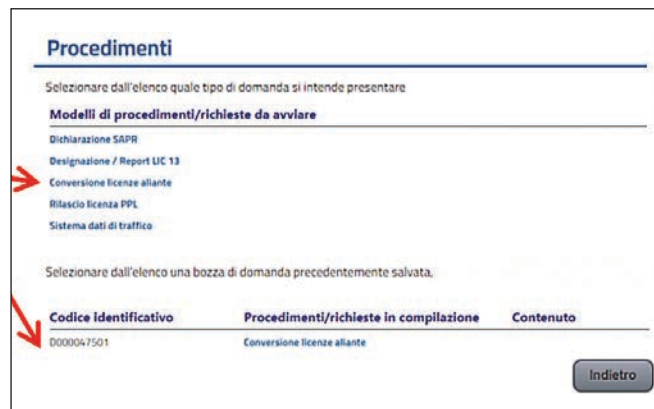 Procedimenti
Selezionare dall'elenco quale tipo di domanda si intende presentare
Modelli di procedimenti/richieste da avviare
Dichiarazione SAPR
Designazione / Report LIC 13
Conversione licenze aliante
Rilascio licenza PPL
Sistema dati di traffico
Selezionare dall'elenco una bozza di domanda precedentemente salvata.
Codice identificativo Procedimenti/richieste in compilazione Contenuto
D000047501 Conversione licenze aliante
Indietro